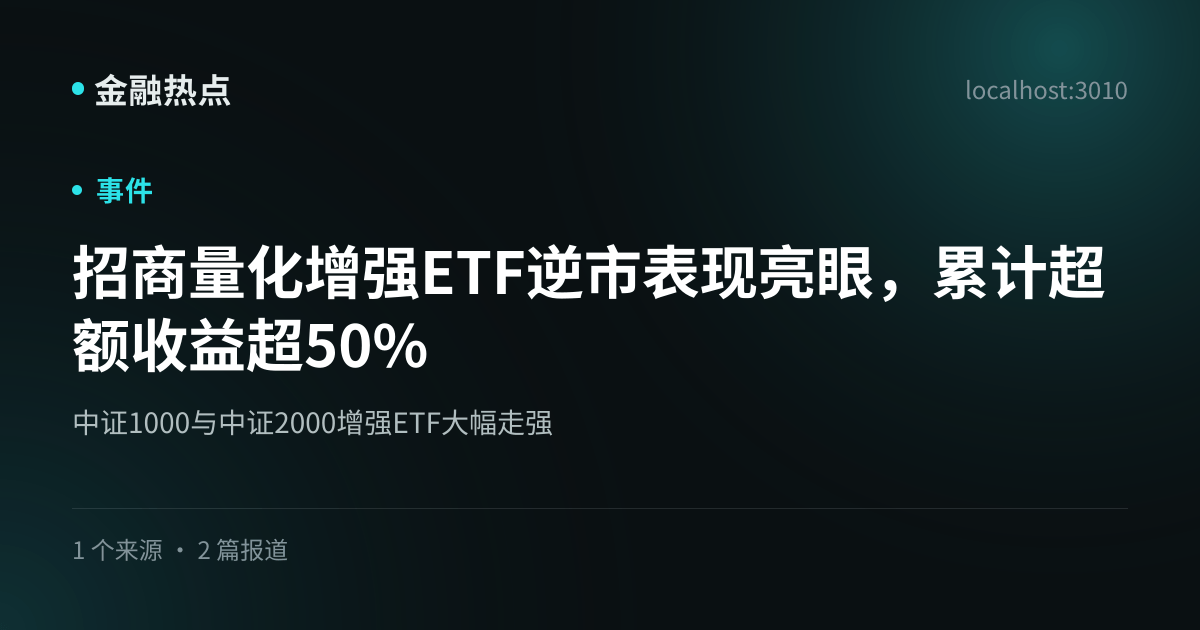 金融热点
localhost:3010
事件
招商量化增强ETF逆市表现亮眼，累计超
额收益超50%
中证1000与中证2000增强ETF大幅走强
1 个来源 · 2 篇报道